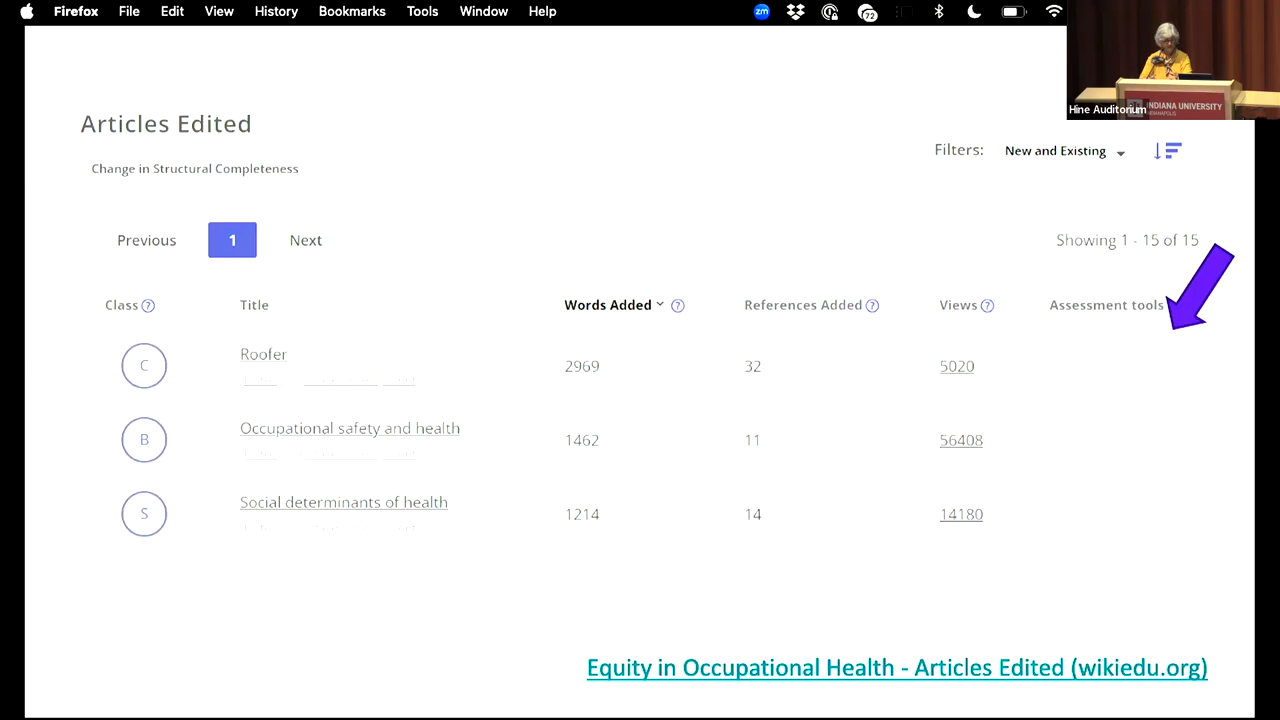 Firefox File Edit View History Bookmarks Tools Window Help
zm
72
Hine Auditorium
INDIANA UNIVERSITY
INDIANAPOLIS
Articles Edited
Filters: New and Existing
Change in Structural Completeness
Previous 1 Next
Showing 1 - 15 of 15
Class ? Title Words Added ? References Added ? Views ? Assessment tools
C Roofer 2969 32 5020
B Occupational safety and health 1462 11 56408
S Social determinants of health 1214 14 14180
Equity in Occupational Health - Articles Edited (wikiedu.org)